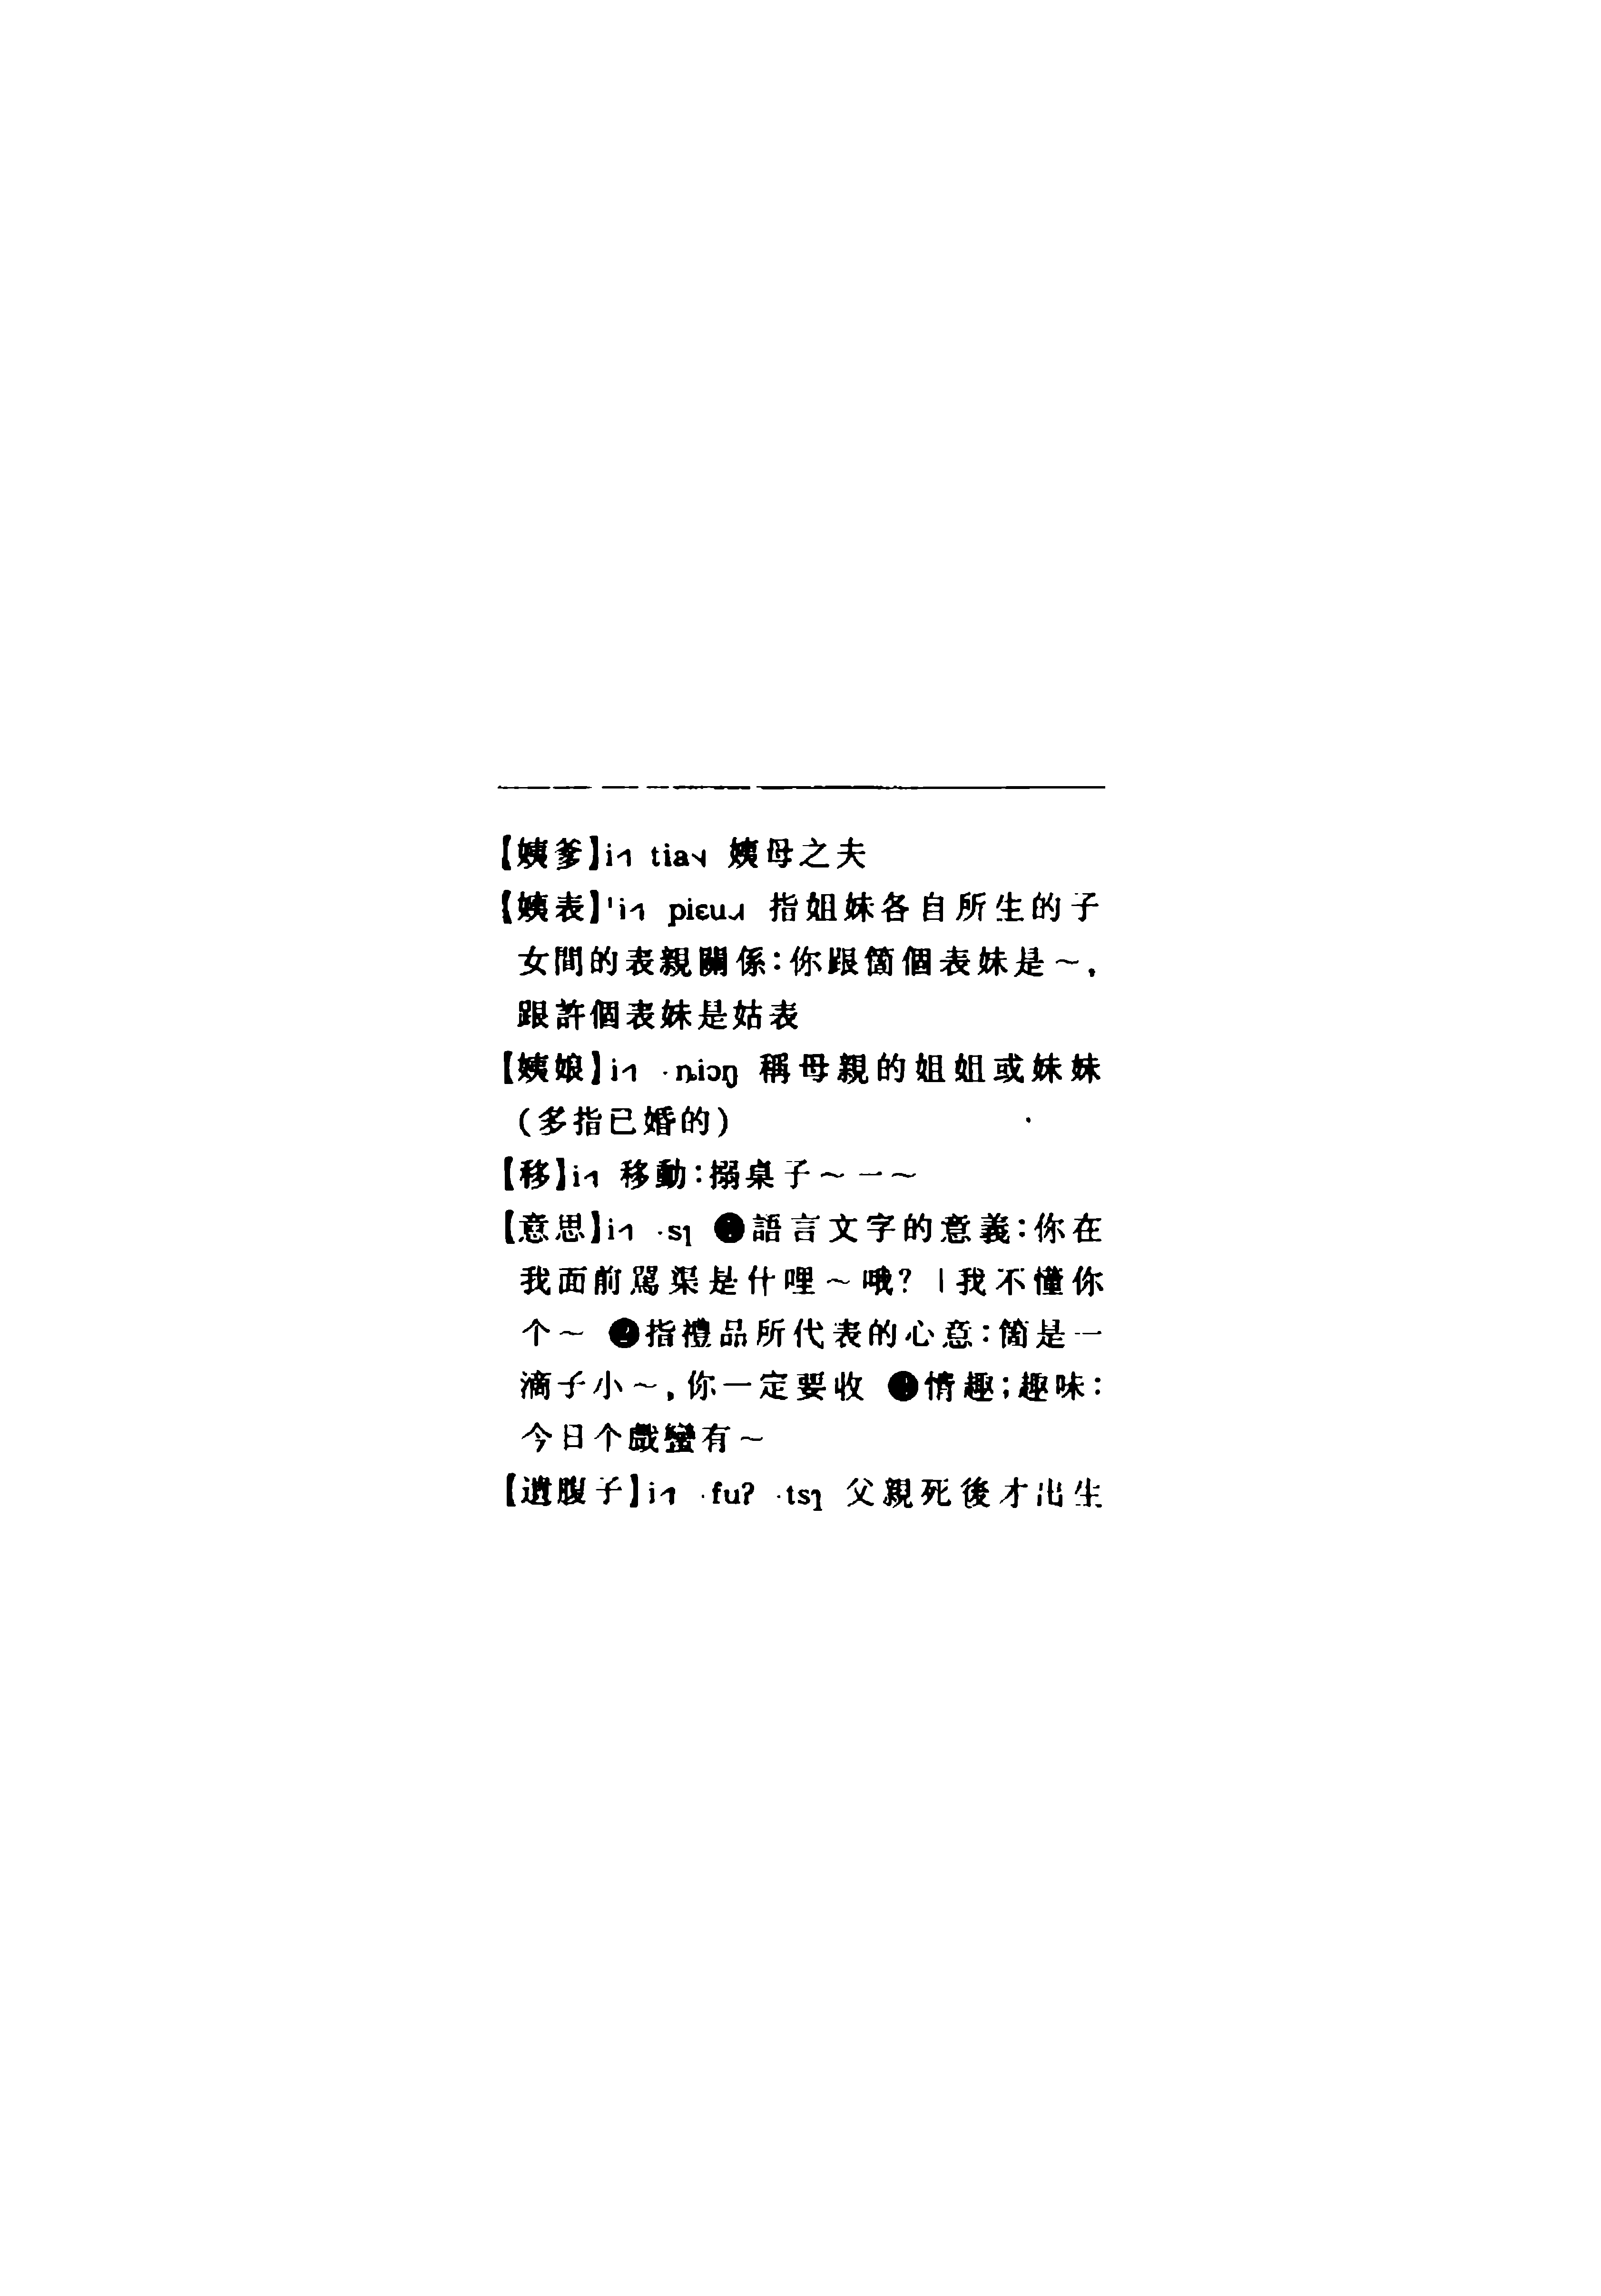 【姨爹】i˧˥ tia˦˨ 姨母之夫
【姨表】i˧˥ piɛu˨˩˧ 指姐妹各自所生的子
女間的表親關係:你跟箇個表妹是～,
跟許個表妹是姑表
【姨娘】i˧˥ ·ȵiɔŋ 稱母親的姐姐或妹妹
(多指已婚的)
【移】i˧˥ 移動:搦桌子～一～
【意思】i˧˥ ·sɿ ❶語言文字的意義:你在
我面前駡渠是什哩～哦?｜我不懂你
个～ ❷指禮品所代表的心意:箇是一
滴子小～,你一定要收 ❸情趣;趣味:
今日个戲蠻有～
【遺腹子】i˧˥ ·fuʔ ·tsɿ 父親死後才出生